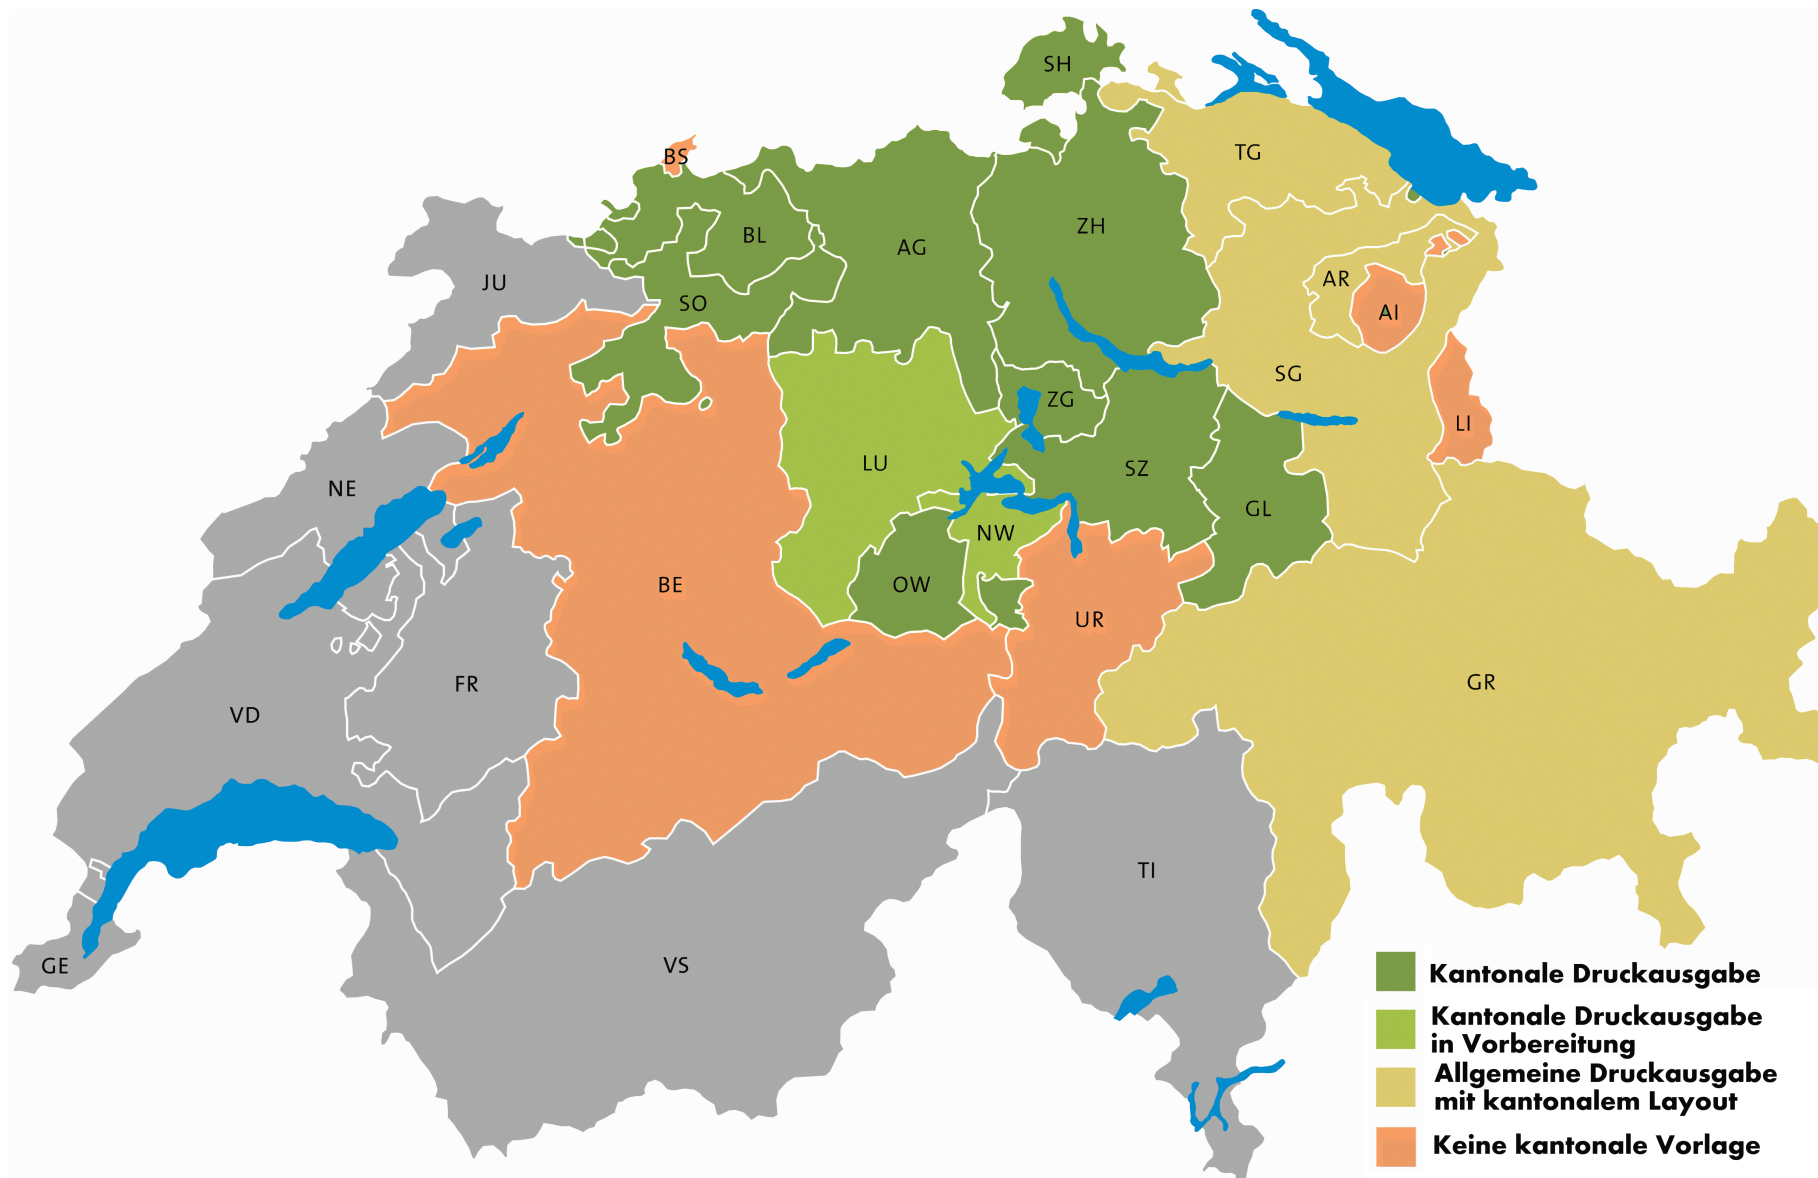 SH
BS
TG
BL
AG
ZH
JU
SO
AR
AI
SG
ZG
LI
LU
SZ
NE
GL
NW
BE
OW
UR
FR
GR
VD
TI
GE
VS
Kantonale Druckausgabe
Kantonale Druckausgabe
in Vorbereitung
Allgemeine Druckausgabe
mit kantonalem Layout
Keine kantonale Vorlage